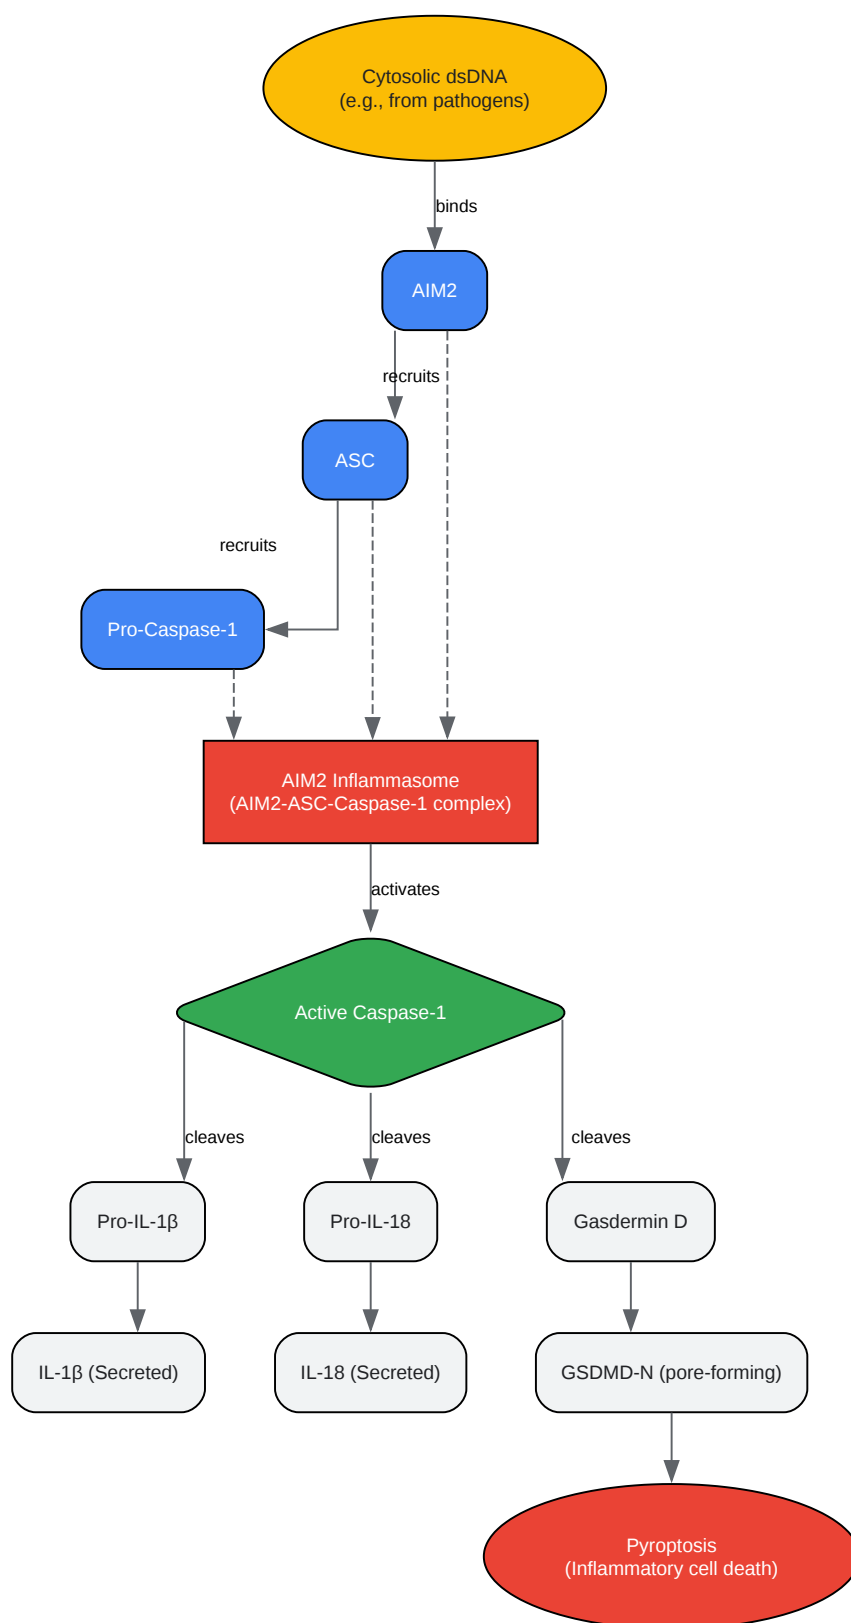 Cytosolic dsDNA
(e.g., from pathogens)
binds
AIM2
recruits
ASC
recruits
Pro-Caspase-1
AIM2 Inflammasome
(AIM2-ASC-Caspase-1 complex)
activates
Active Caspase-1
cleaves
cleaves
cleaves
Pro-IL-1β
Pro-IL-18
Gasdermin D
IL-1β (Secreted)
IL-18 (Secreted)
GSDMD-N (pore-forming)
Pyroptosis
(Inflammatory cell death)